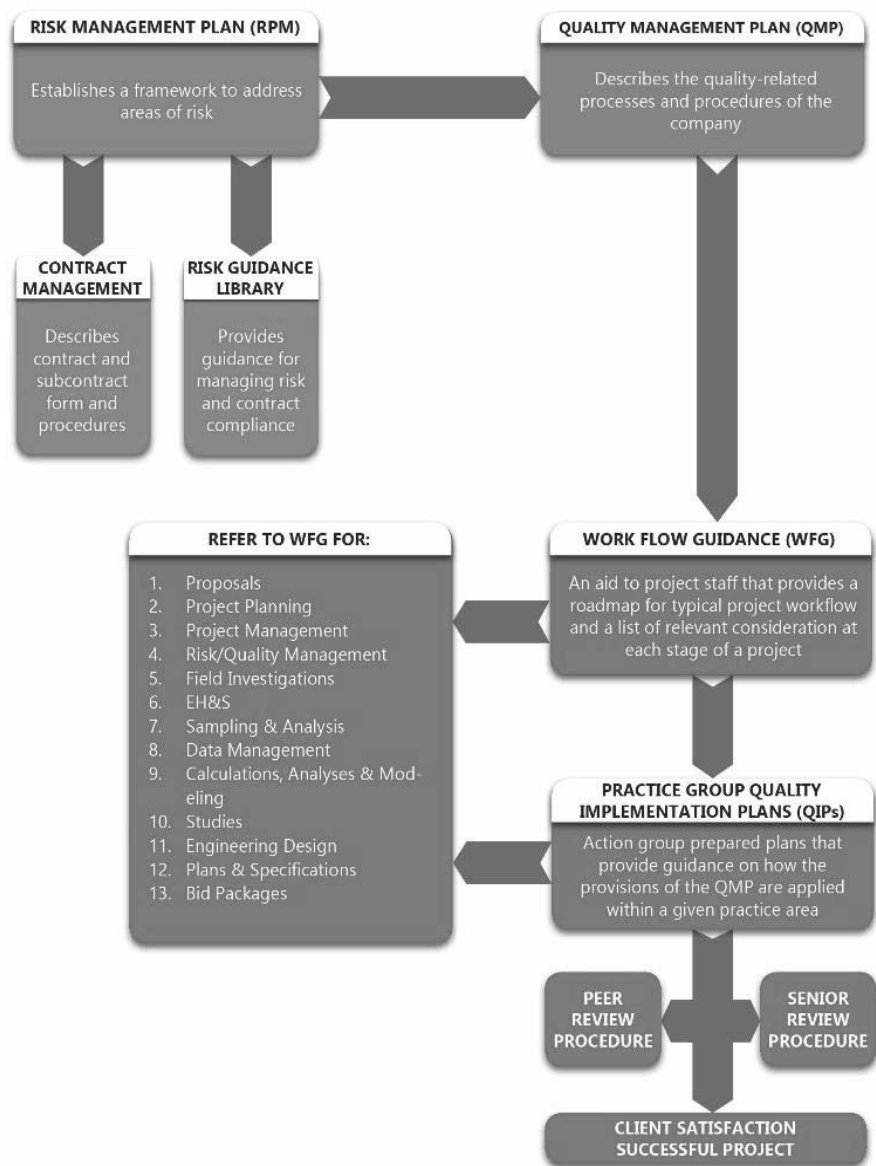 RISK MANAGEMENT PLAN (RPM)
Establishes a framework to address
areas of risk
QUALITY MANAGEMENT PLAN (QMP)
Describes the quality-related
processes and procedures of the
company
CONTRACT
MANAGEMENT
Describes
contract and
subcontract
form and
procedures
RISK GUIDANCE
LIBRARY
Provides
guidance for
managing risk
and contract
compliance
REFER TO WFG FOR:
1. Proposals
2. Project Planning
3. Project Management
4. Risk/Quality Management
5. Field Investigations
6. EH&S
7. Sampling & Analysis
8. Data Management
9. Calculations, Analyses & Mod-
eling
10. Studies
11. Engineering Design
12. Plans & Specifications
13. Bid Packages
WORK FLOW GUIDANCE (WFG)
An aid to project staff that provides a
roadmap for typical project workflow
and a list of relevant consideration at
each stage of a project
PRACTICE GROUP QUALITY
IMPLEMENTATION PLANS (QIPs)
Action group prepared plans that
provide guidance on how the
provisions of the QMP are applied
within a given practice area
PEER
REVIEW
PROCEDURE
SENIOR
REVIEW
PROCEDURE
CLIENT SATISFACTION
SUCCESSFUL PROJECT